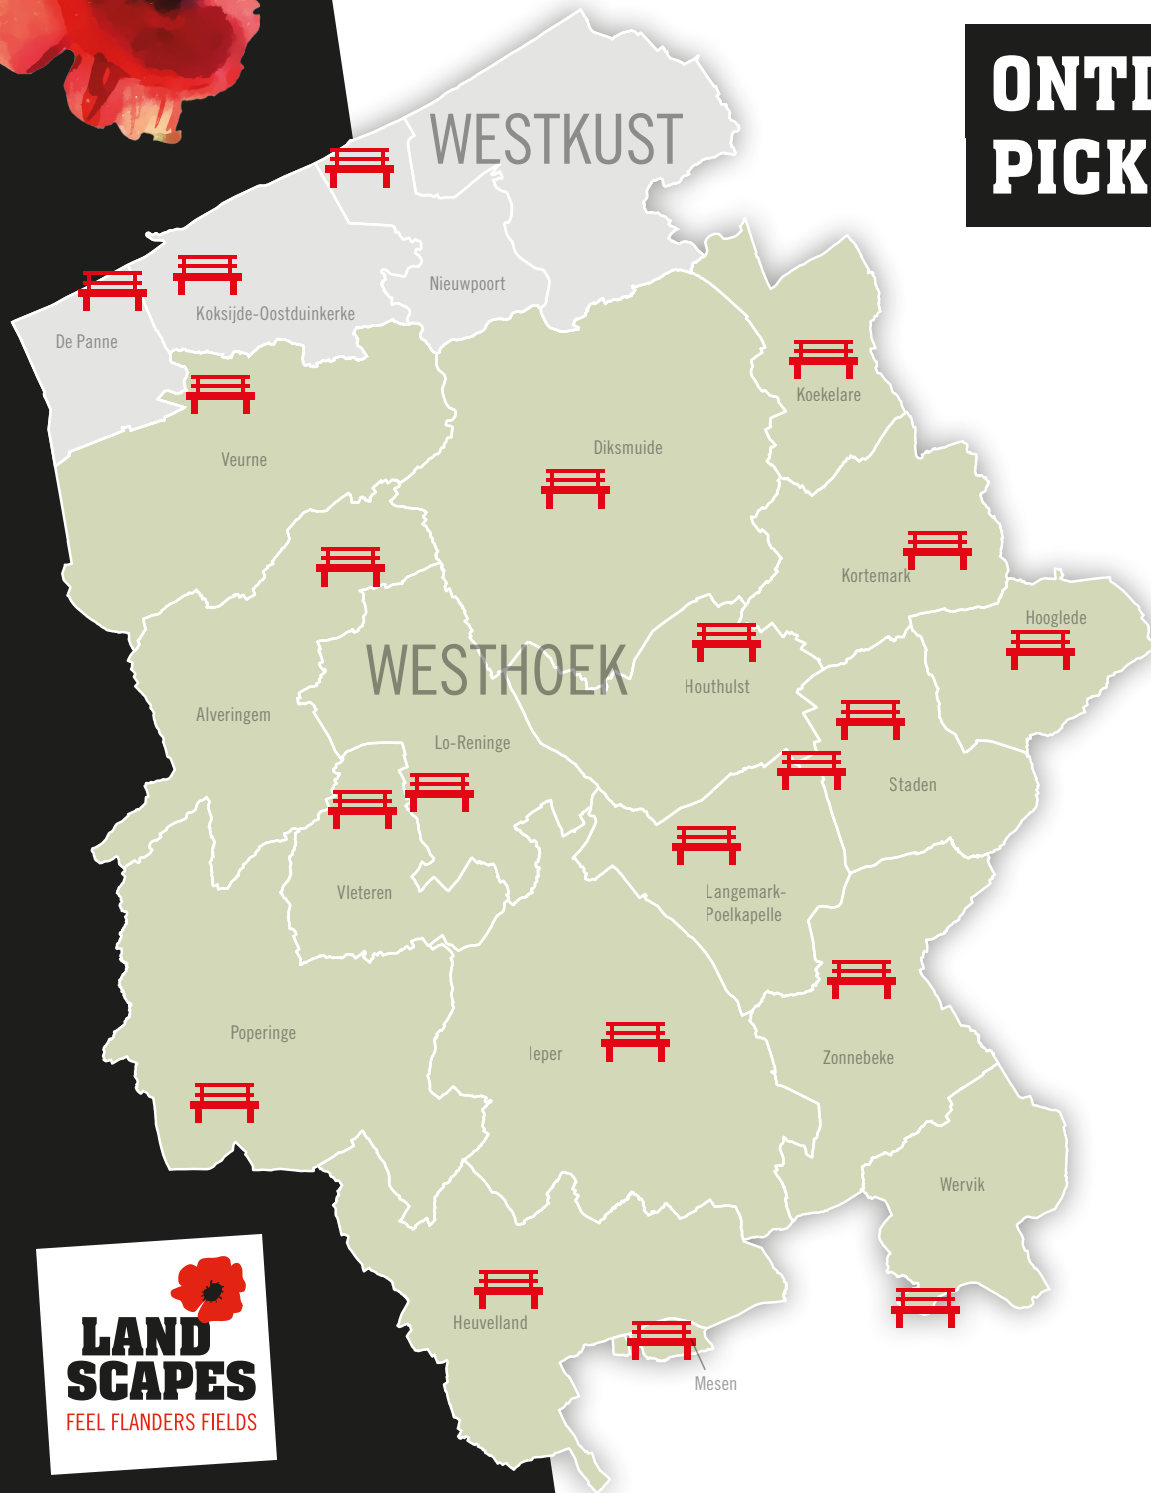 ONT
PICK
WESTKUST
Nieuwpoort
Koksijde-Oostduinkerke
De Panne
Koekelare
Diksmuide
Veurne
Kortemark
Hooglede
WESTHOEK
Houthulst
Alveringem
Lo-Reninge
Staden
Vleteren
Langemark-
Poelkapelle
Poperinge
Ieper
Zonnebeke
Wervik
Heuvelland
Mesen
LAND
SCAPES
FEEL FLANDERS FIELDS